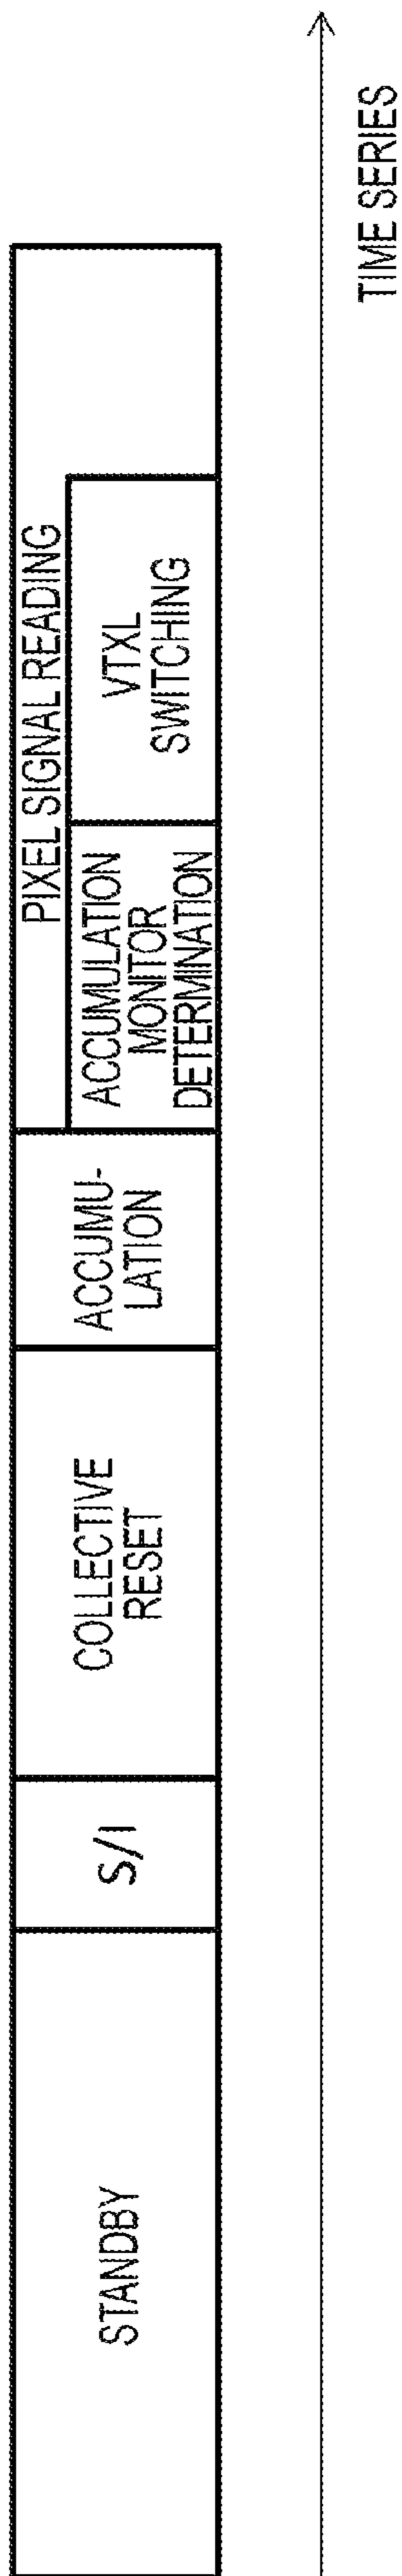 STANDBY
S/I
COLLECTIVE
RESET
ACCUMU-
LATION
PIXEL SIGNAL READING
ACCUMULATION
MONITOR
DETERMINATION
VTXL
SWITCHING
TIME SERIES